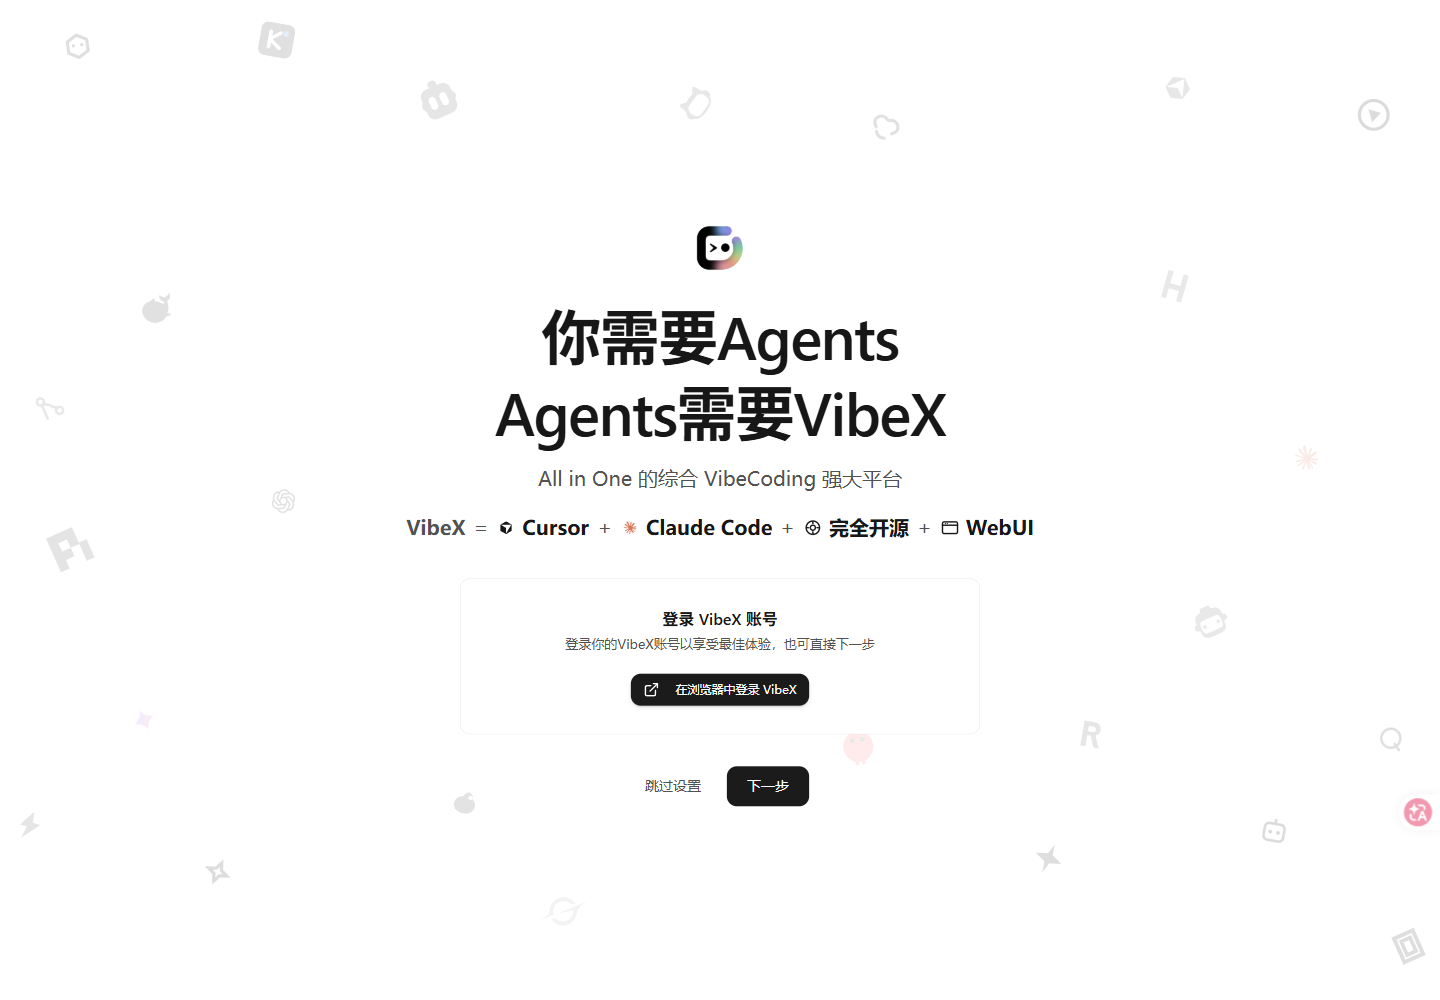 你需要Agents
Agents需要VibeX
All in One 的综合 VibeCoding 强大平台
VibeX = Cursor + Claude Code + 完全开源 + WebUI
登录 VibeX 账号
登录你的VibeX账号以享受最佳体验，也可直接下一步
在浏览器中登录 VibeX
跳过设置
下一步